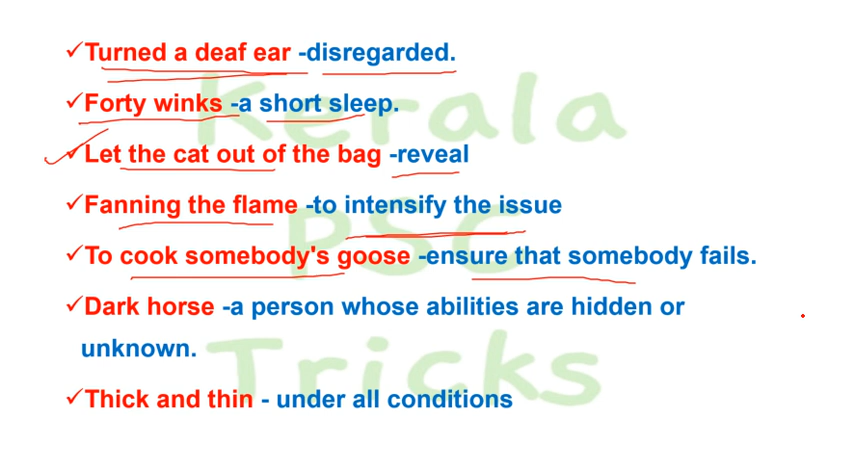 ✓Turned a deaf ear -disregarded.
✓Forty winks -a short sleep.
✓Let the cat out of the bag -reveal
✓Fanning the flame -to intensify the issue
✓To cook somebody's goose -ensure that somebody fails.
✓Dark horse -a person whose abilities are hidden or
unknown.
✓Thick and thin - under all conditions
Kerala
PSC
Tricks